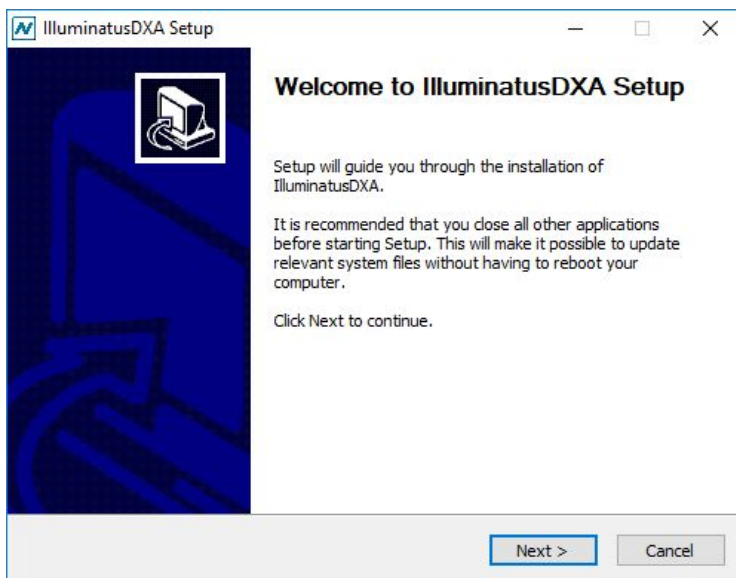 IlluminatusDXA Setup
Welcome to IlluminatusDXA Setup
Setup will guide you through the installation of
IlluminatusDXA.
It is recommended that you close all other applications
before starting Setup. This will make it possible to update
relevant system files without having to reboot your
computer.
Click Next to continue.
Next >
Cancel